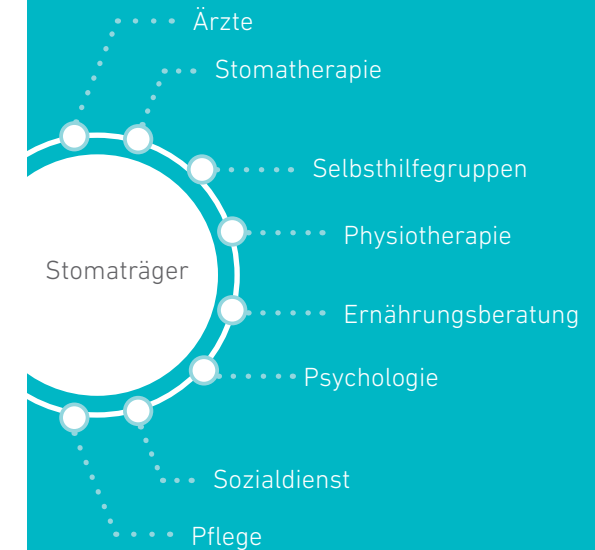 Ärzte
Stomatherapie
Selbsthilfegruppen
Physiotherapie
Stomaträger
Ernährungsberatung
Psychologie
Sozialdienst
Pflege